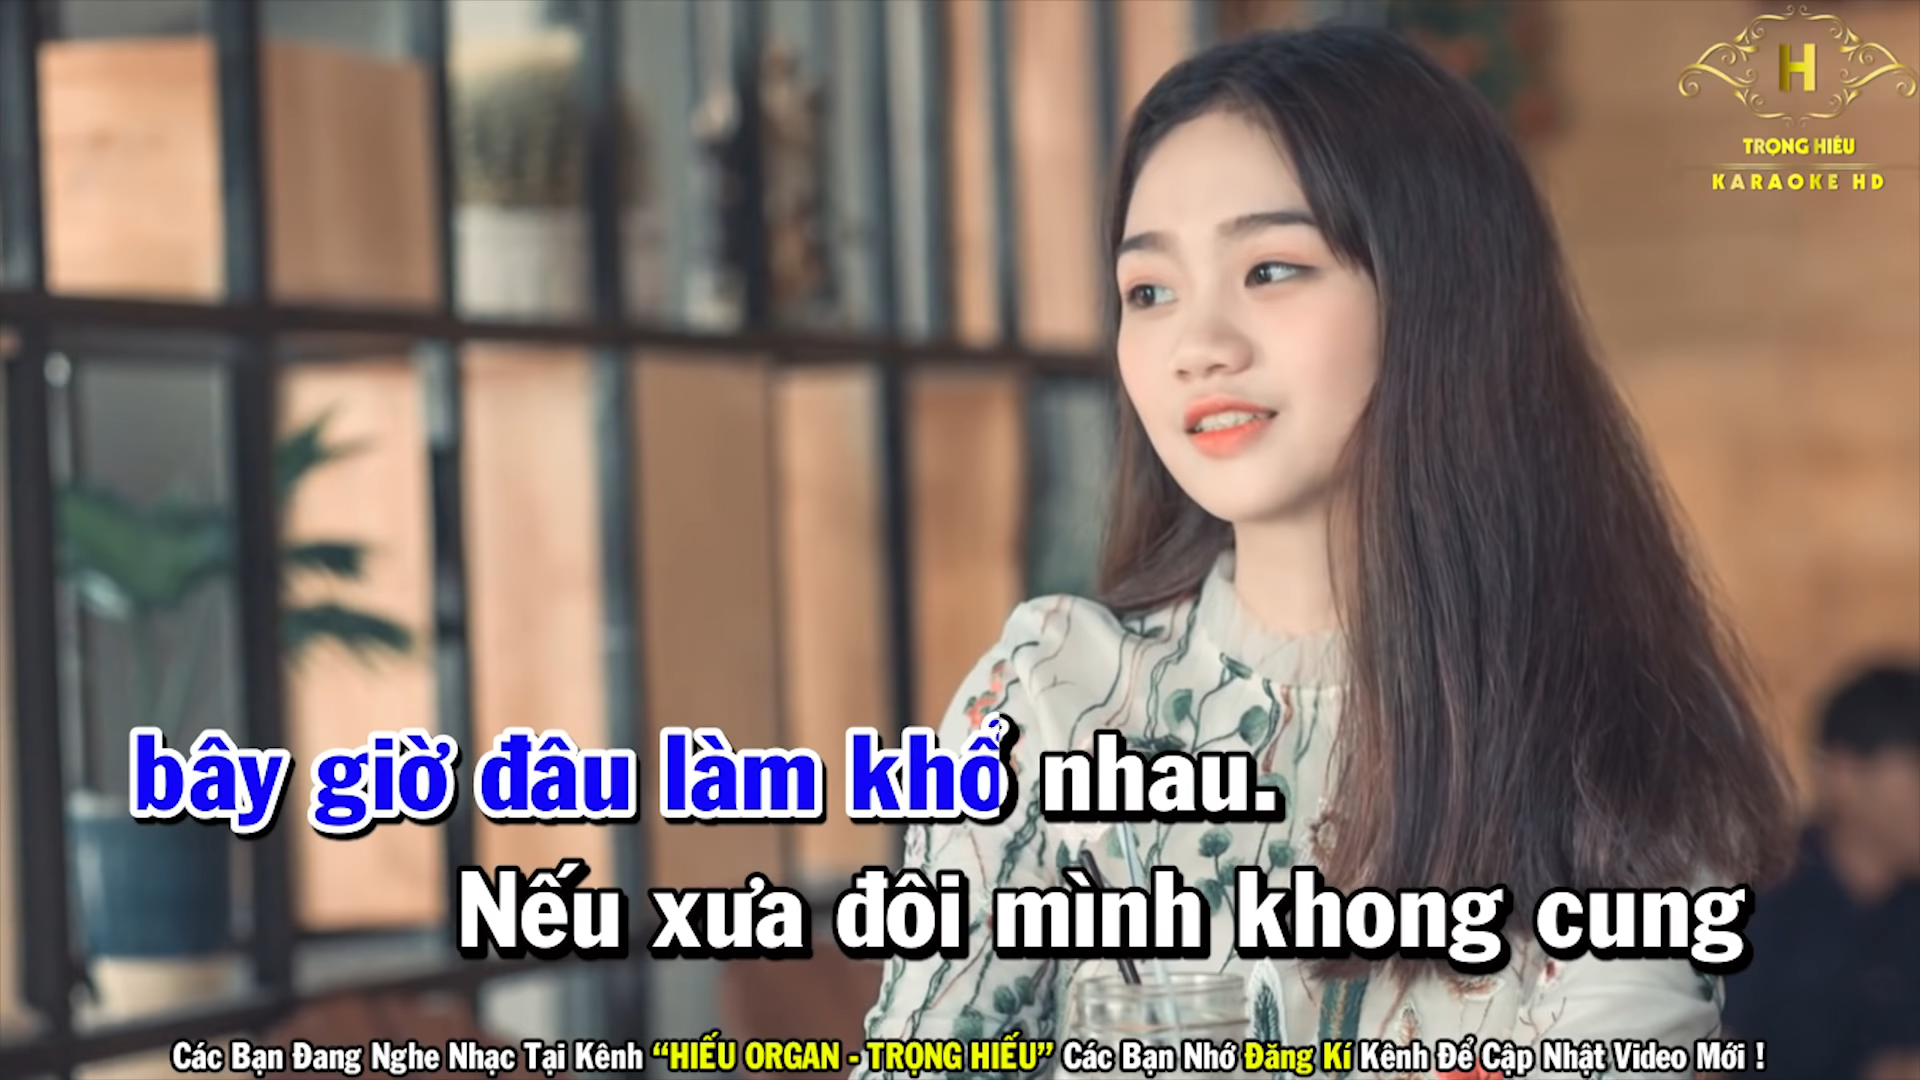 H
TRỌNG HIẾU
KARAOKE HD
bây giờ đâu làm khổ nhau.
Nếu xưa đôi mình khong cung
Các Bạn Đang Nghe Nhạc Tại Kênh “HIẾU ORGAN - TRỌNG HIẾU” Các Bạn Nhớ Đăng Kí Kênh Để Cập Nhật Video Mới !